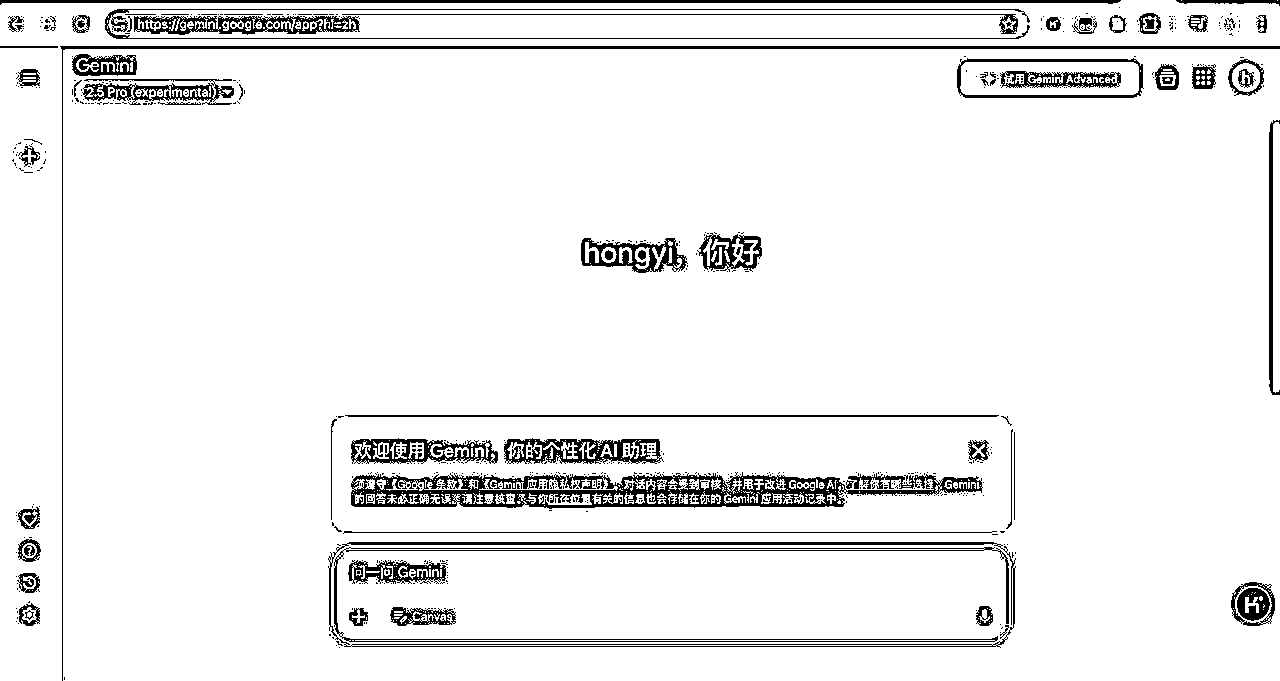 https://gemini.google.com/app?hl=zh
Gemini
2.5 Pro (experimental)
试用 Gemini Advanced
hongyi，你好
欢迎使用 Gemini，你的个性化 AI 助理
须遵守《Google 条款》和《Gemini 应用隐私权声明》。对话内容会受到审核，并用于改进 Google AI。了解你有哪些选择。Gemini
的回答未必正确无误，请注意核查。与你所在位置有关的信息也会存储在你的 Gemini 应用活动记录中。
问一问 Gemini
Canvas